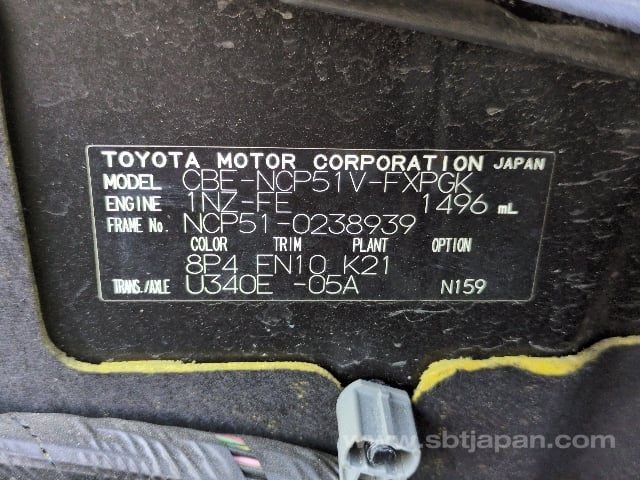 TOYOTA MOTOR CORPORATION JAPAN
MODEL CBE-NCP51V-FXPGK
ENGINE 1NZ-FE 1496 mL
FRAME No. NCP51-0238939
COLOR TRIM PLANT OPTION
8P4 FN10 K21
TRANS./AXLE U340E -05A N159
www.sbtjapan.com